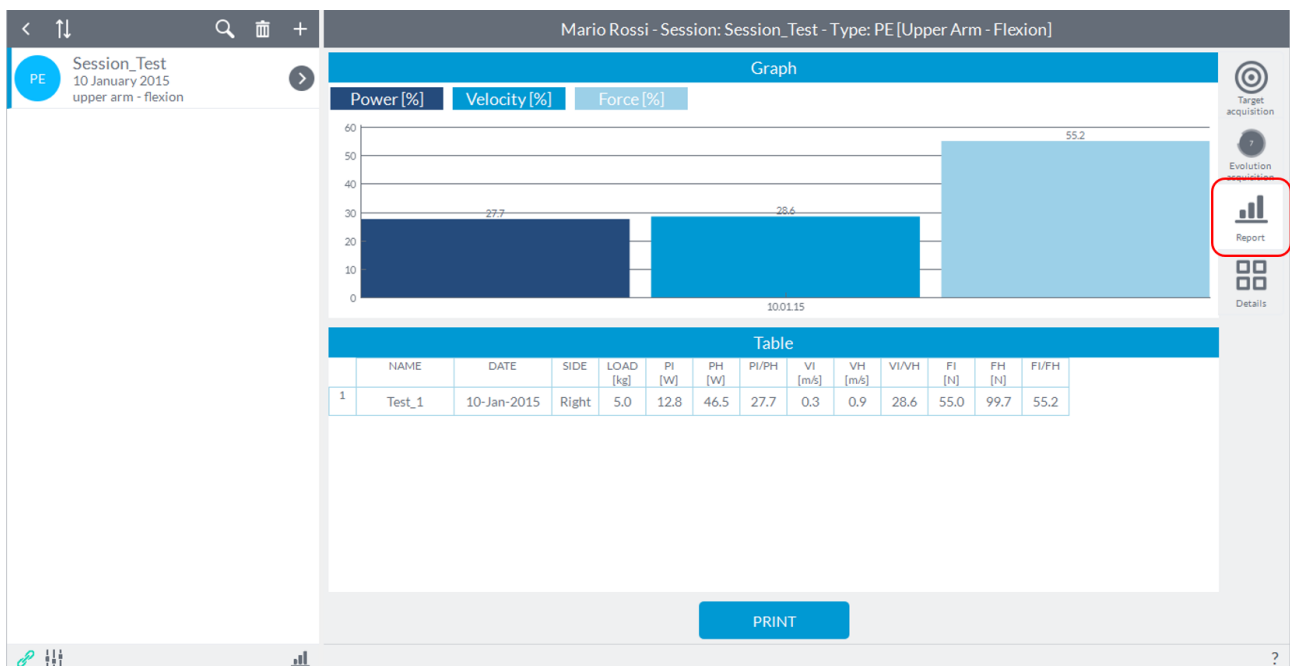 Mario Rossi - Session: Session_Test - Type: PE [Upper Arm - Flexion]
PE
Session_Test
10 January 2015
upper arm - flexion
Graph
Power [%] Velocity [%] Force [%]
60
50
40
30
20
10
0
27.7
28.6
55.2
10.01.15
Table
NAME DATE SIDE LOAD [kg] PI [W] PH [W] PI/PH VI [m/s] VH [m/s] VI/VH FI [N] FH [N] FI/FH
1 Test_1 10-Jan-2015 Right 5.0 12.8 46.5 27.7 0.3 0.9 28.6 55.0 99.7 55.2
PRINT
Target
acquisition
?
Evolution
acquisition
Report
Details
?